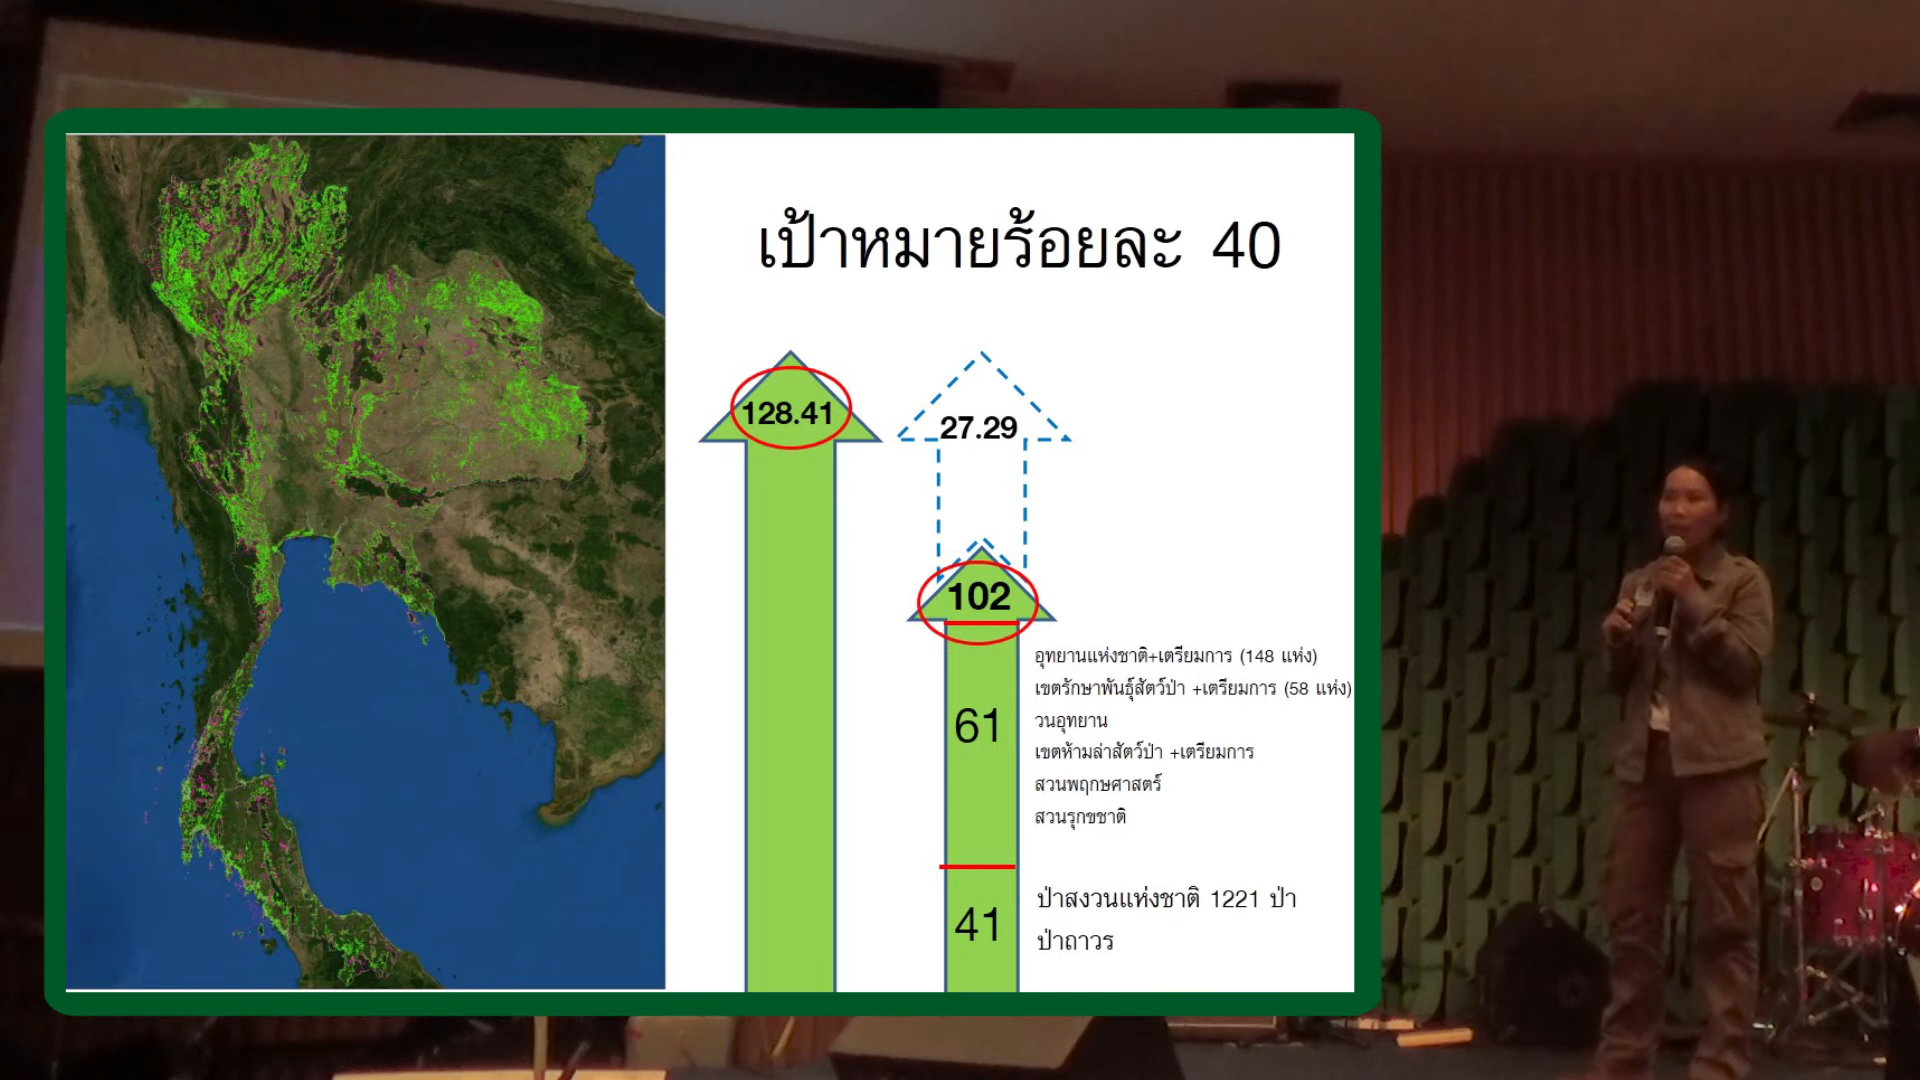 เป้าหมายร้อยละ 40
128.41
27.29
102
61
อุทยานแห่งชาติ+เตรียมการ (148 แห่ง)
เขตรักษาพันธุ์สัตว์ป่า +เตรียมการ (58 แห่ง)
วนอุทยาน
เขตห้ามล่าสัตว์ป่า +เตรียมการ
สวนพฤกษศาสตร์
สวนรุกขชาติ
41
ป่าสงวนแห่งชาติ 1221 ป่า
ป่าถาวร